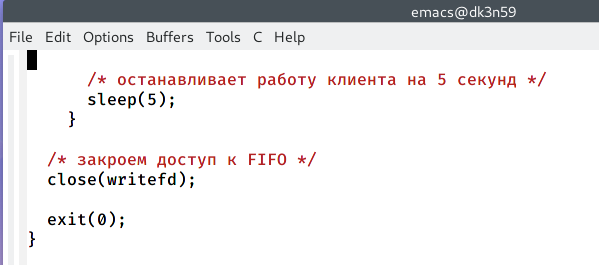 emacs@dk3n59
File Edit Options Buffers Tools C Help
/* останавливает работу клиента на 5 секунд */
sleep(5);
}
/* закроем доступ к FIFO */
close(writefd);
exit(0);
}